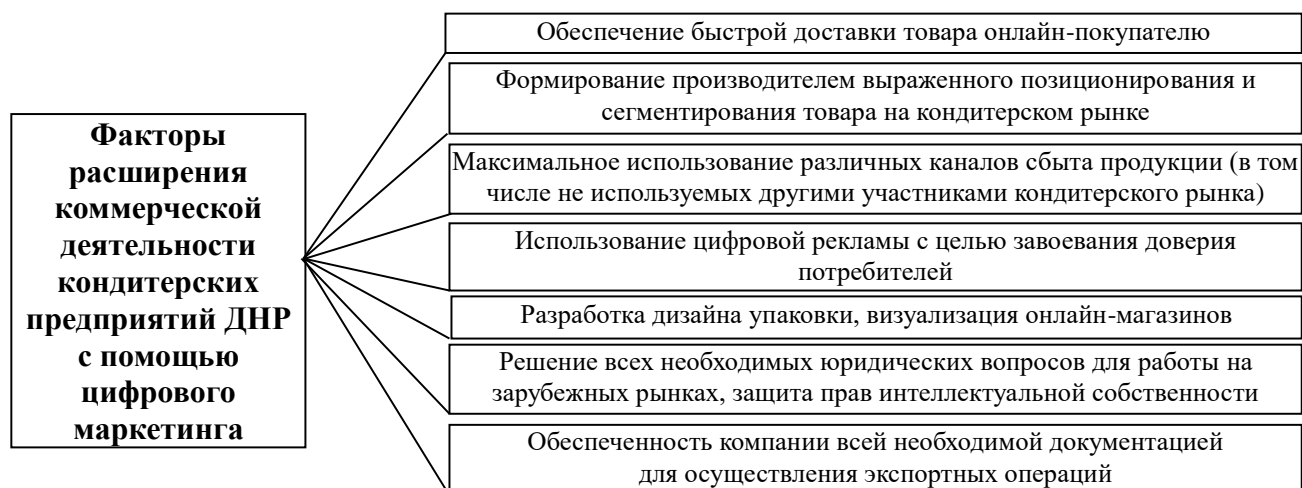 Факторы
расширения
коммерческой
деятельности
кондитерских
предприятий ДНР
с помощью
цифрового
маркетинга
Обеспечение быстрой доставки товара онлайн-покупателю
Формирование производителем выраженного позиционирования и
сегментирования товара на кондитерском рынке
Максимальное использование различных каналов сбыта продукции (в том
числе не используемых другими участниками кондитерского рынка)
Использование цифровой рекламы с целью завоевания доверия
потребителей
Разработка дизайна упаковки, визуализация онлайн-магазинов
Решение всех необходимых юридических вопросов для работы на
зарубежных рынках, защита прав интеллектуальной собственности
Обеспеченность компании всей необходимой документацией
для осуществления экспортных операций